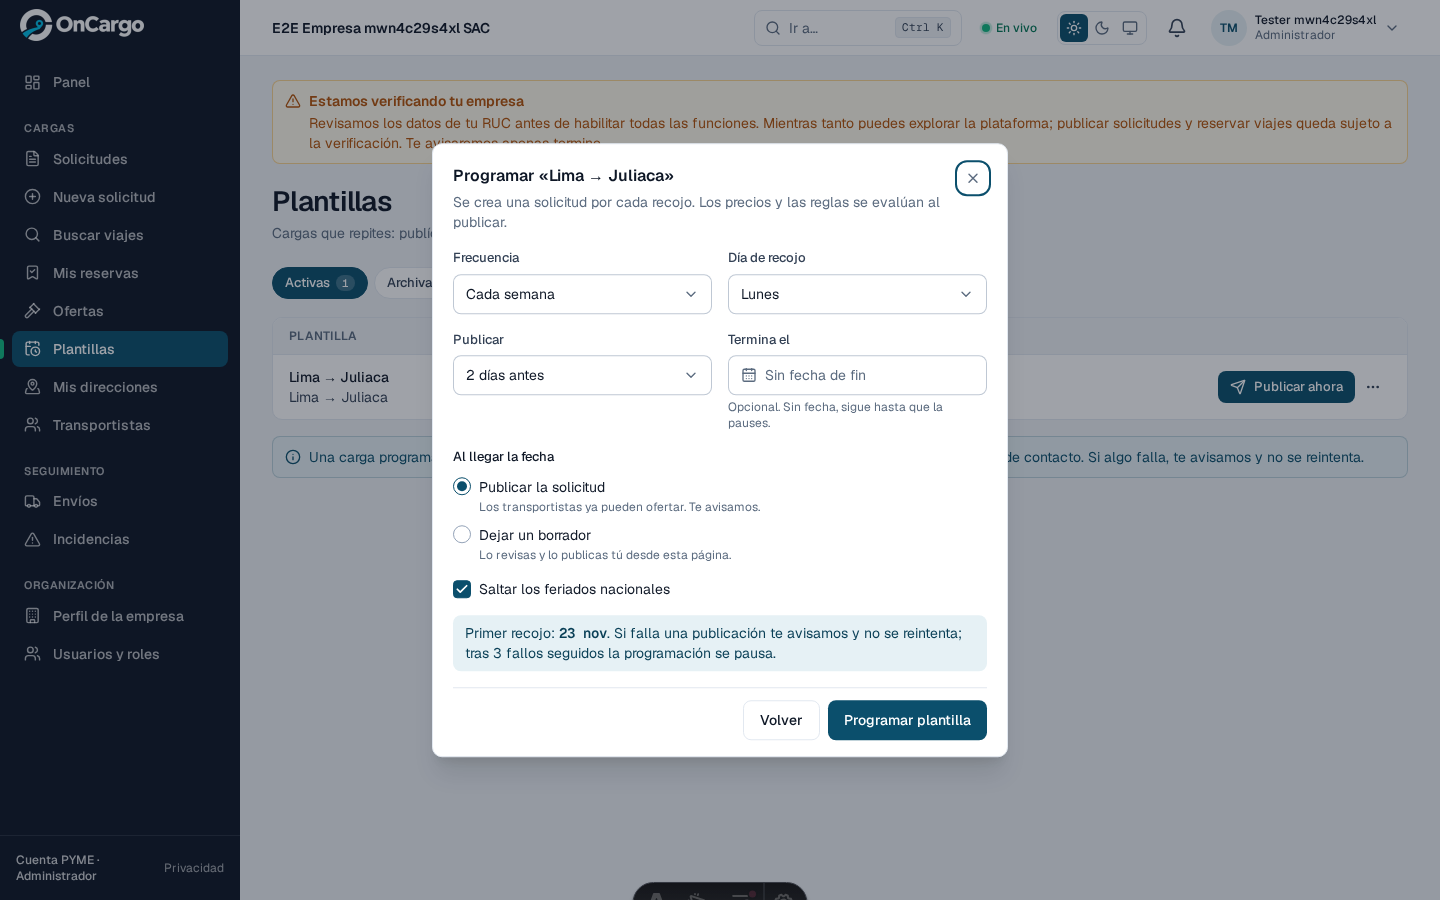 OnCargo
E2E Empresa mwn4c29s4xl SAC
Ir a...
Ctrl K
En vivo
TM
Tester mwn4c29s4xl
Administrador
Panel
CARGAS
Solicitudes
Nueva solicitud
Buscar viajes
Mis reservas
Ofertas
Plantillas
Mis direcciones
Transportistas
SEGUIMIENTO
Envíos
Incidencias
ORGANIZACIÓN
Perfil de la empresa
Usuarios y roles
Cuenta PYME ·
Administrador
Privacidad
Estamos verificando tu empresa
Revisamos los datos de tu RUC antes de habilitar todas las funciones. Mientras tanto puedes explorar la plataforma; publicar solicitudes y reservar viajes queda sujeto a
la verificación. Te avisaremos apenas termine.
Plantillas
Cargas que repites:
Activas 1
PLANTILLA
Lima → Juliaca
Lima → Juliaca
Publicar ahora
Una carga
de contacto. Si algo falla, te avisamos y no se reintenta.
Programar «Lima → Juliaca»
Se crea una solicitud por cada recojo. Los precios y las reglas se evalúan al
publicar.
Frecuencia
Día de recojo
Cada semana
Lunes
Publicar
Termina el
2 días antes
Sin fecha de fin
Opcional. Sin fecha, sigue hasta que la
pauses.
Al llegar la fecha
Publicar la solicitud
Los transportistas ya pueden ofertar. Te avisamos.
Dejar un borrador
Lo revisas y lo publicas tú desde esta página.
Saltar los feriados nacionales
Primer recojo: 23 nov. Si falla una publicación te avisamos y no se reintenta;
tras 3 fallos seguidos la programación se pausa.
Volver
Programar plantilla